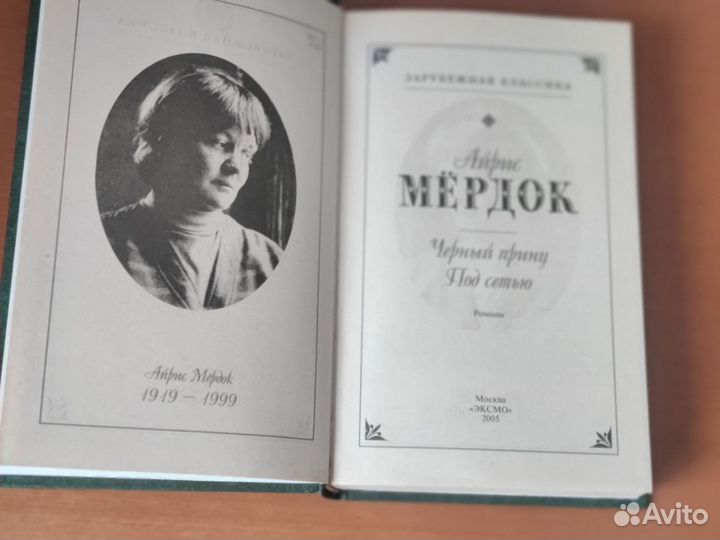 Айрис Мёрдок
1919 — 1999
ЗАРУБЕЖНАЯ КЛАССИКА
Айрис
МЁРДОК
Черный принц
Под сетью
Романы
Москва
«ЭКСМО»
2005
Avito